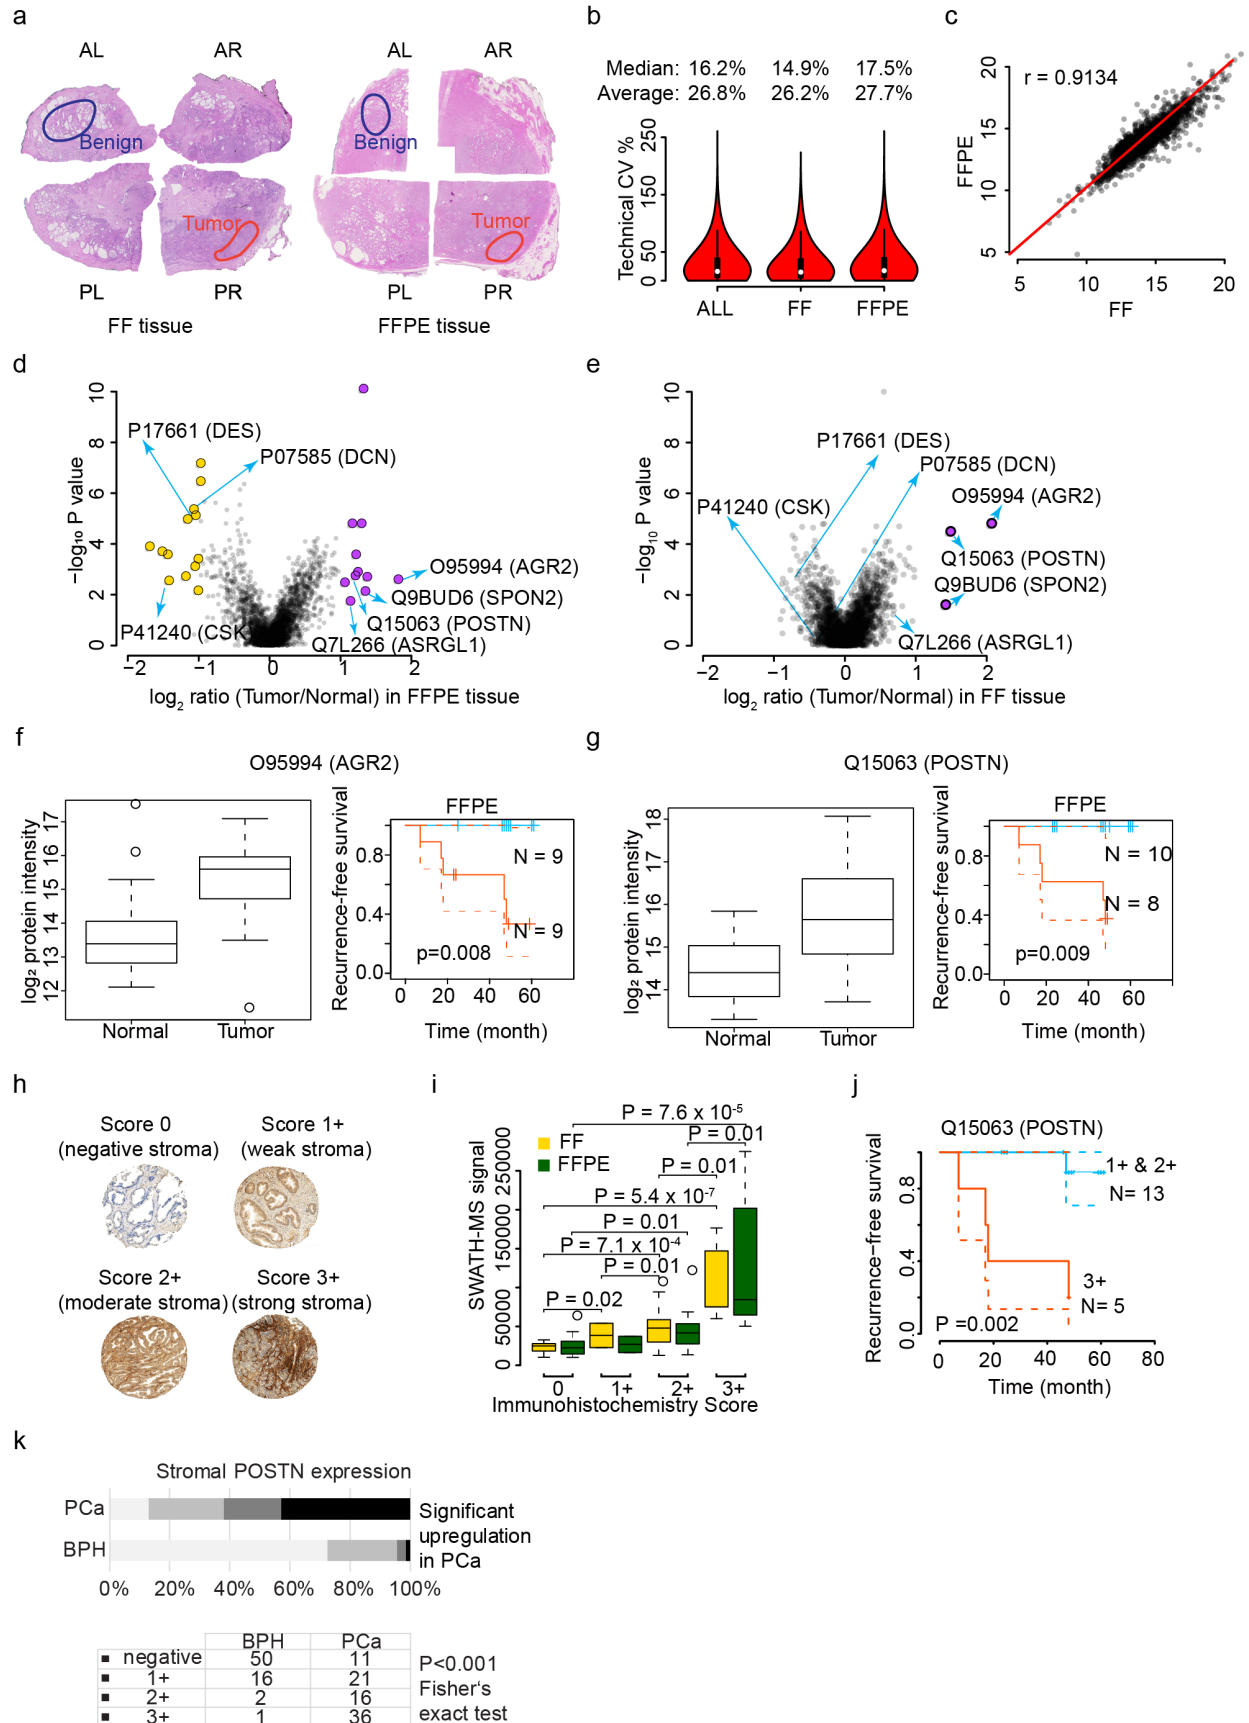 a
AL AR AL AR
Benign Benign
Tumor Tumor
PL PR PL PR
FF tissue FFPE tissue
b
Median: 16.2% 14.9% 17.5%
Average: 26.8% 26.2% 27.7%
Technical CV %
250
150
50
0
ALL FF FFPE
c
r = 0.9134
FFPE
20
15
10
5
5 10 15 20
FF
d
−log₁₀ P value
10
8
6
4
2
0
P17661 (DES)
P07585 (DCN)
O95994 (AGR2)
Q9BUD6 (SPON2)
Q15063 (POSTN)
P41240 (CSK)
Q7L266 (ASRGL1)
−2 −1 0 1 2
log₂ ratio (Tumor/Normal) in FFPE tissue
e
−log₁₀ P value
10
8
6
4
2
0
P17661 (DES)
P07585 (DCN)
P41240 (CSK)
O95994 (AGR2)
Q15063 (POSTN)
Q9BUD6 (SPON2)
Q7L266 (ASRGL1)
−2 −1 0 1 2
log₂ ratio (Tumor/Normal) in FF tissue
f
O95994 (AGR2)
log₂ protein intensity
17
16
15
14
13
12
Normal Tumor
FFPE
Recurrence-free survival
0.8
0.4
0.0
N = 9
N = 9
p=0.008
0 20 40 60
Time (month)
g
Q15063 (POSTN)
log₂ protein intensity
18
17
16
15
14
Normal Tumor
FFPE
Recurrence-free survival
0.8
0.4
0.0
N = 10
N = 8
p=0.009
0 20 40 60
Time (month)
h
Score 0 Score 1+
(negative stroma) (weak stroma)
Score 2+ Score 3+
(moderate stroma) (strong stroma)
i
FF
FFPE
P = 7.6 x 10⁻⁵
P = 0.01
P = 0.01
P = 5.4 x 10⁻⁷
P = 0.01
P = 7.1 x 10⁻⁴
P = 0.01
P = 0.02
SWATH-MS signal
250000
150000
50000
0
0 1+ 2+ 3+
Immunohistochemistry Score
j
Q15063 (POSTN)
Recurrence−free survival
0.8
0.4
0.0
1+ & 2+
N= 13
3+
N= 5
P =0.002
0 20 40 60 80
Time (month)
k
Stromal POSTN expression
PCa
BPH
Significant
upregulation
in PCa
0% 20% 40% 60% 80% 100%
BPH PCa
negative 50 11
1+ 16 21
2+ 2 16
3+ 1 36
P<0.001
Fisher‘s
exact test